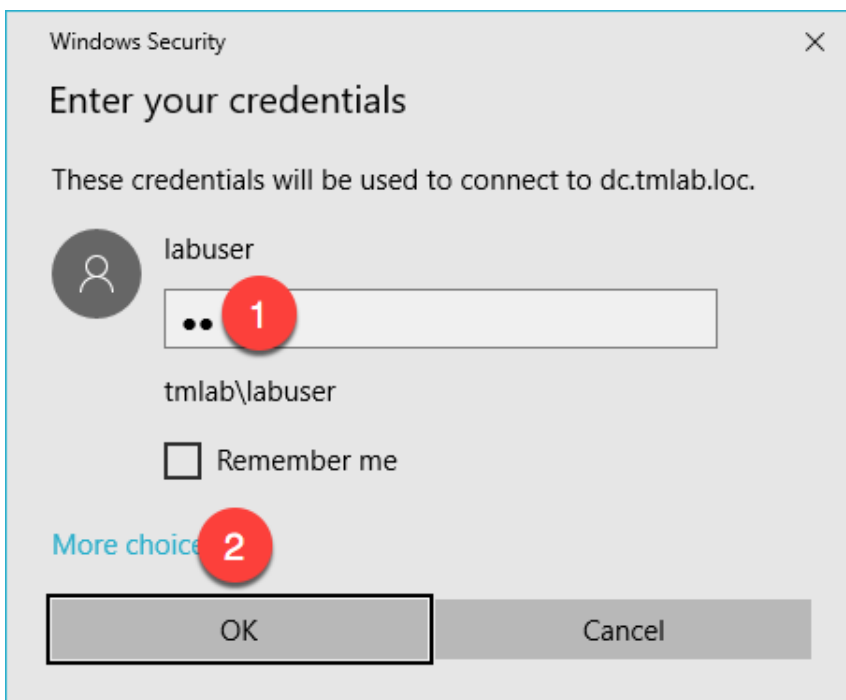 Windows Security
Enter your credentials
These credentials will be used to connect to dc.tmlab.loc.
labuser
•• 1
tmlab\labuser
Remember me
More choice 2
OK Cancel